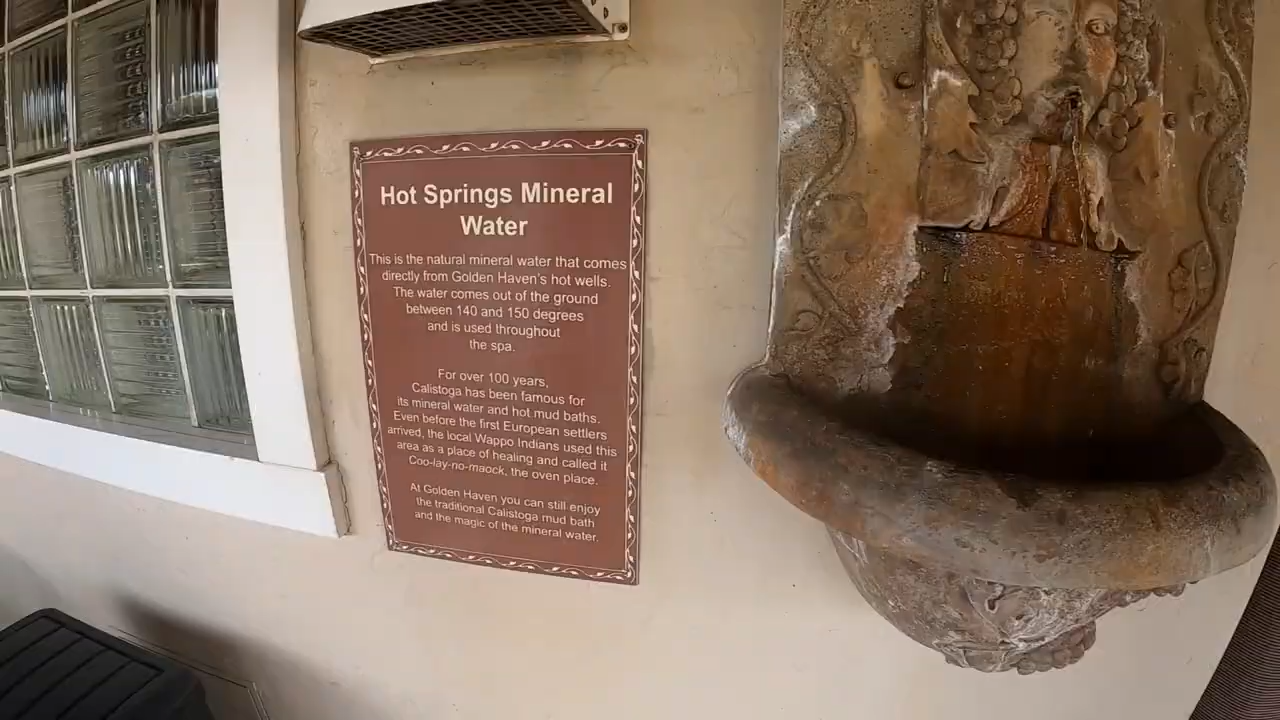 Hot Springs Mineral
Water
This is the natural mineral water that comes
directly from Golden Haven's hot wells.
The water comes out of the ground
between 140 and 150 degrees
and is used throughout
the spa.
For over 100 years,
Calistoga has been famous for
its mineral water and hot mud baths.
Even before the first European settlers
arrived, the local Wappo Indians used this
area as a place of healing and called it
Coo-lay-no-maock, the oven place.
At Golden Haven you can still enjoy
the traditional Calistoga mud bath
and the magic of the mineral water.